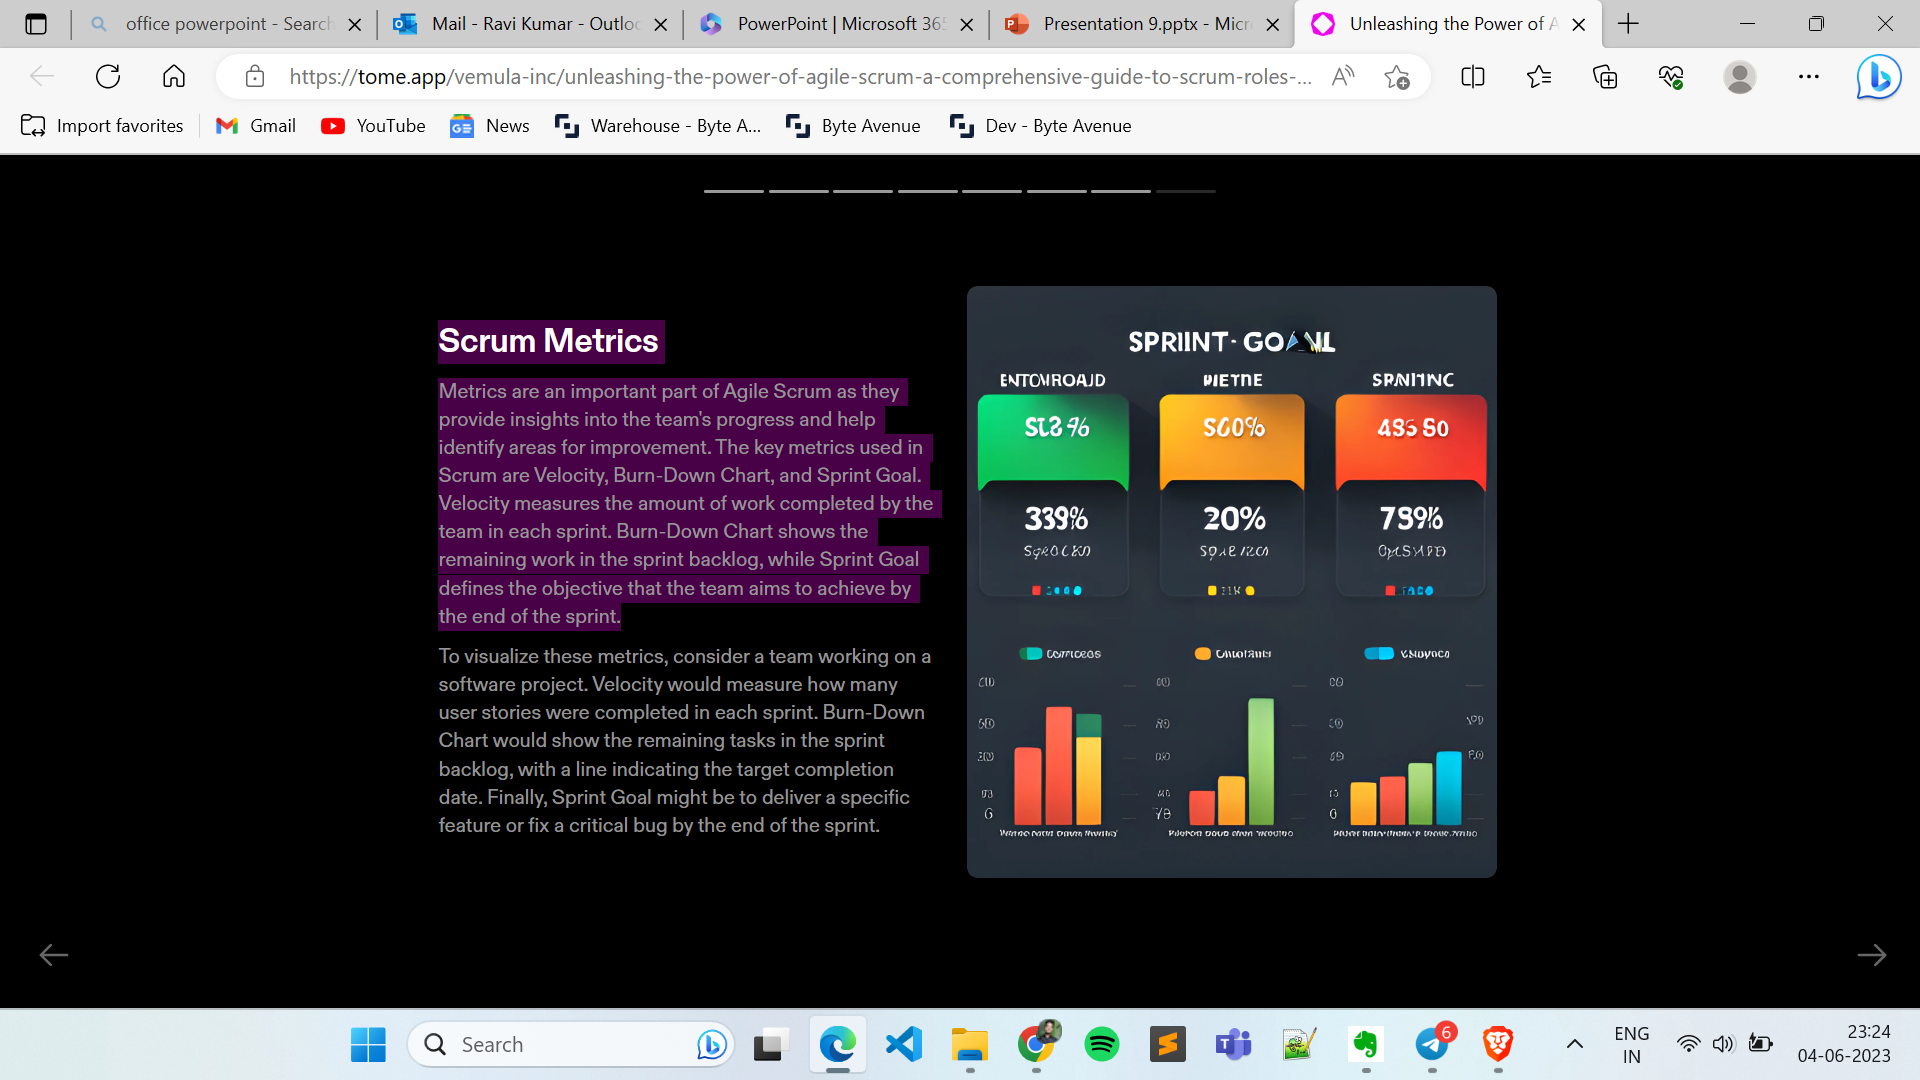 office powerpoint - Search
Mail - Ravi Kumar - Outlo
PowerPoint | Microsoft 365
Presentation 9.pptx - Micr
Unleashing the Power of A
https://tome.app/vemula-inc/unleashing-the-power-of-agile-scrum-a-comprehensive-guide-to-scrum-roles-...
Import favorites
Gmail
YouTube
News
Warehouse - Byte A...
Byte Avenue
Dev - Byte Avenue
Scrum Metrics
Metrics are an important part of Agile Scrum as they
provide insights into the team's progress and help
identify areas for improvement. The key metrics used in
Scrum are Velocity, Burn-Down Chart, and Sprint Goal.
Velocity measures the amount of work completed by the
team in each sprint. Burn-Down Chart shows the
remaining work in the sprint backlog, while Sprint Goal
defines the objective that the team aims to achieve by
the end of the sprint.
To visualize these metrics, consider a team working on a
software project. Velocity would measure how many
user stories were completed in each sprint. Burn-Down
Chart would show the remaining tasks in the sprint
backlog, with a line indicating the target completion
date. Finally, Sprint Goal might be to deliver a specific
feature or fix a critical bug by the end of the sprint.
20%
Search
6
ENG
IN
23:24
04-06-2023